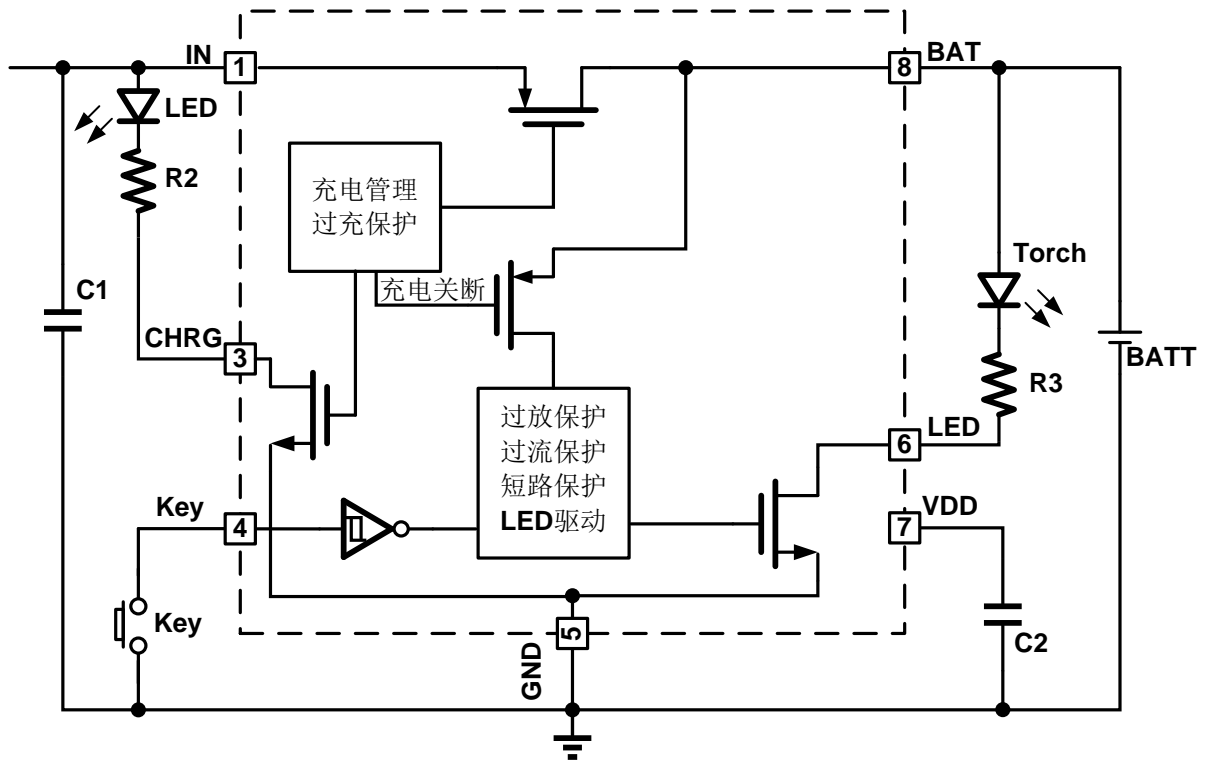 IN
1
8
BAT
LED
R2
充电管理
过充保护
Torch
充电关断
C1
CHRG
3
BATT
R3
过放保护
过流保护
短路保护
LED驱动
6
LED
Key
4
7
VDD
Key
5
GND
C2